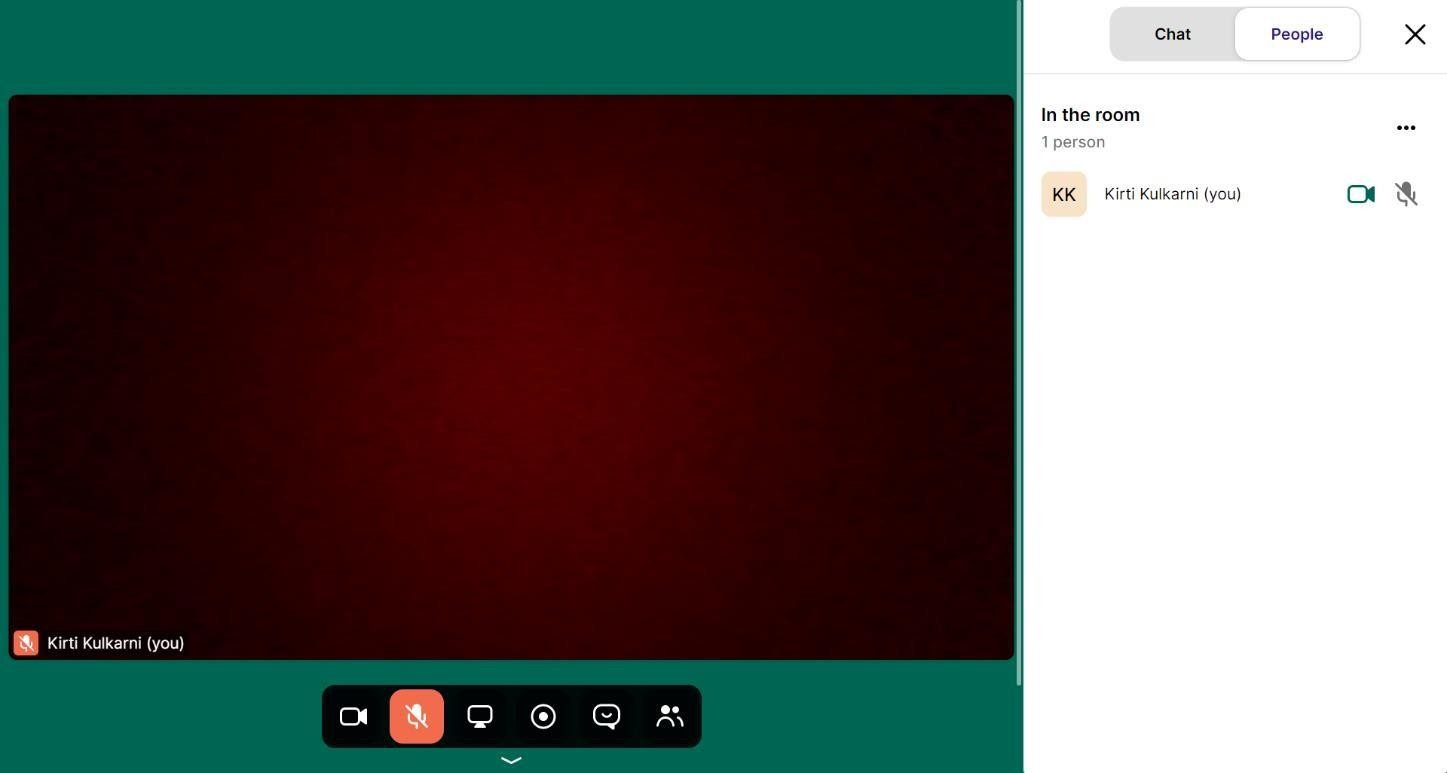 Chat
People
In the room
1 person
KK
Kirti Kulkarni (you)
Kirti Kulkarni (you)